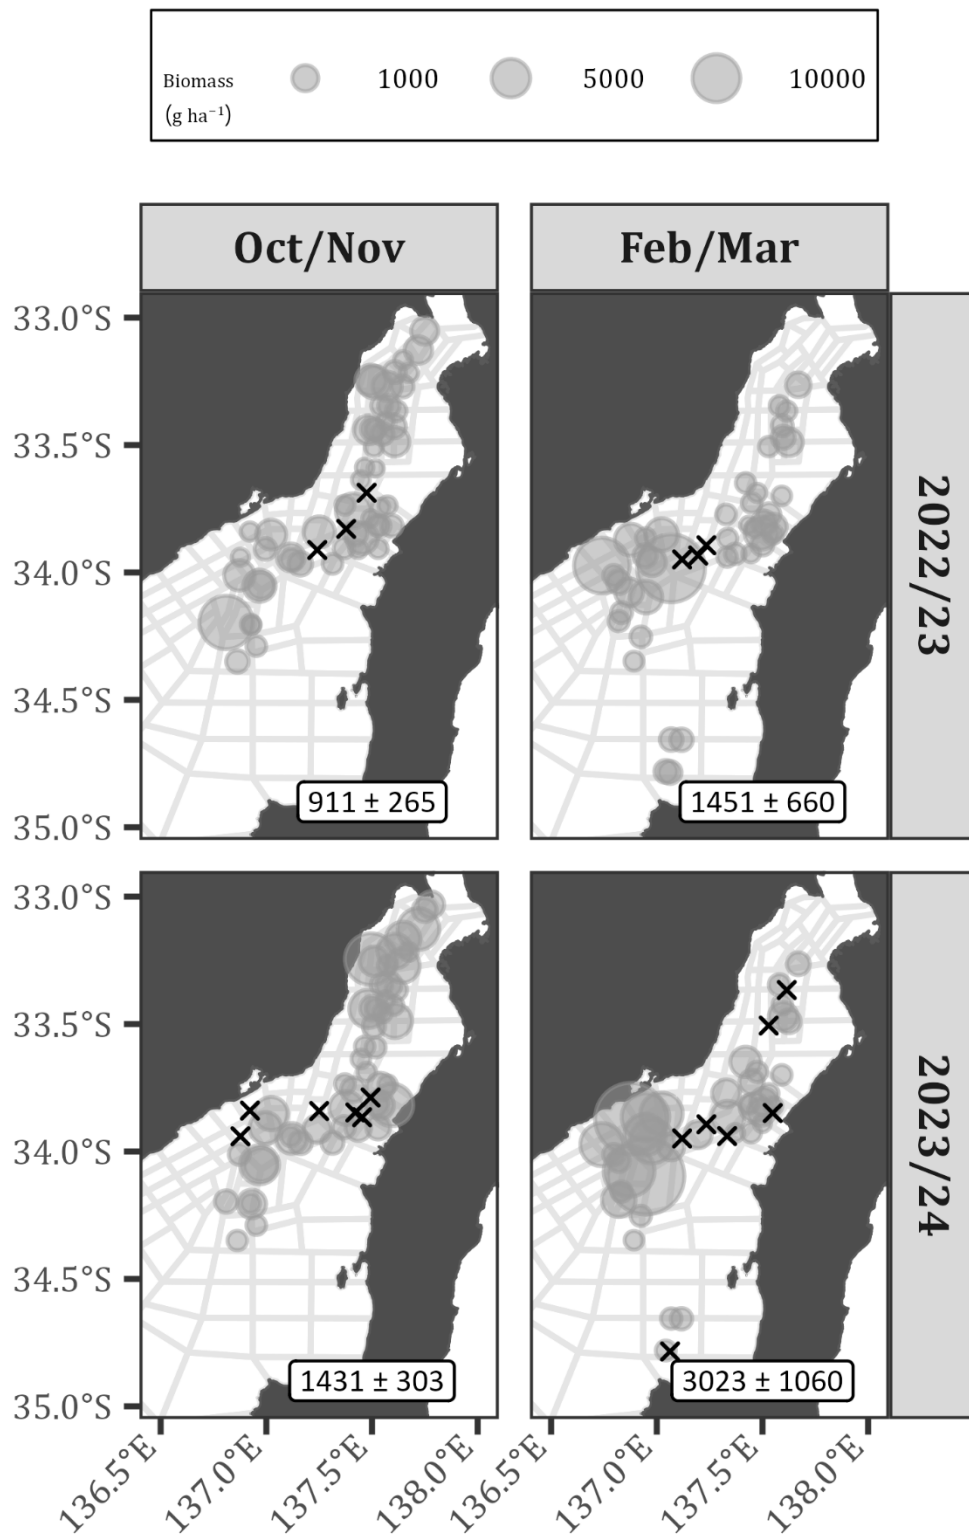 Biomass
(g ha⁻¹)
1000 5000 10000
Oct/Nov Feb/Mar
33.0°S
33.5°S
34.0°S
34.5°S
35.0°S
911 ± 265 1451 ± 660
2022/23
33.0°S
33.5°S
34.0°S
34.5°S
35.0°S
1431 ± 303 3023 ± 1060
2023/24
136.5°E 137.0°E 137.5°E 138.0°E 136.5°E 137.0°E 137.5°E 138.0°E